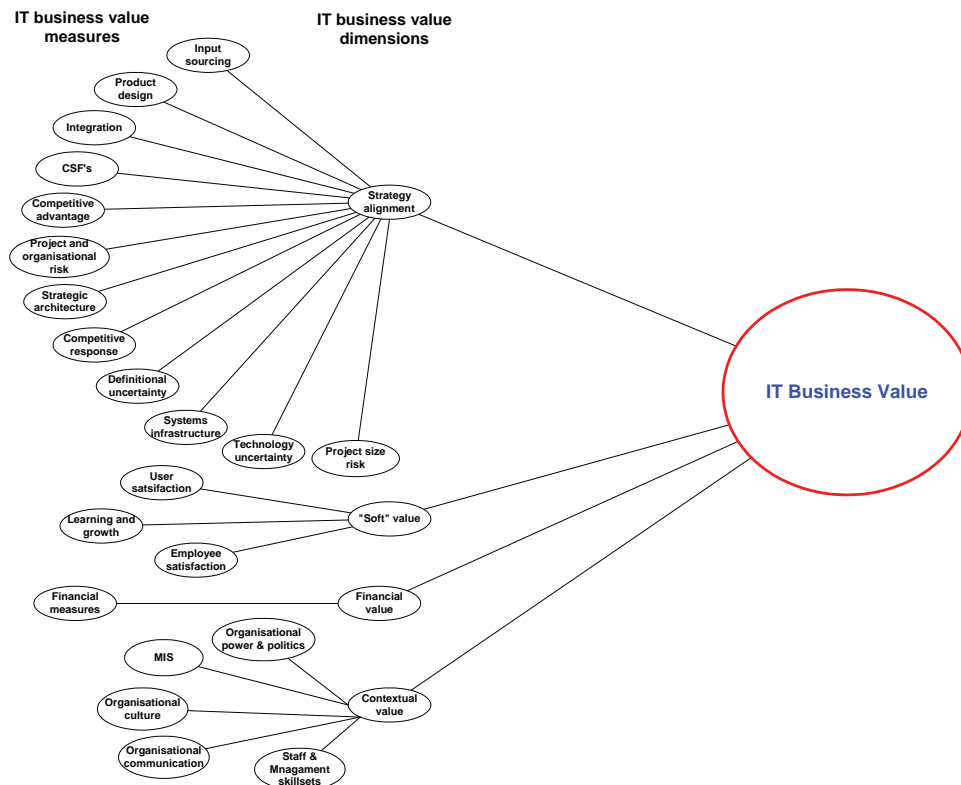 IT business value
measures
IT business value
dimensions
Input
sourcing
Product
design
Integration
CSF's
Competitive
advantage
Project and
organisational
risk
Strategic
architecture
Competitive
response
Definitional
uncertainty
Systems
infrastructure
Technology
uncertainty
Project size
risk
Strategy
alignment
IT Business Value
User
satsifaction
Learning and
growth
Employee
satisfaction
"Soft" value
Financial
measures
Financial
value
Organisational
power & politics
MIS
Organisational
culture
Organisational
communication
Staff &
Mnagament
skillsets
Contextual
value